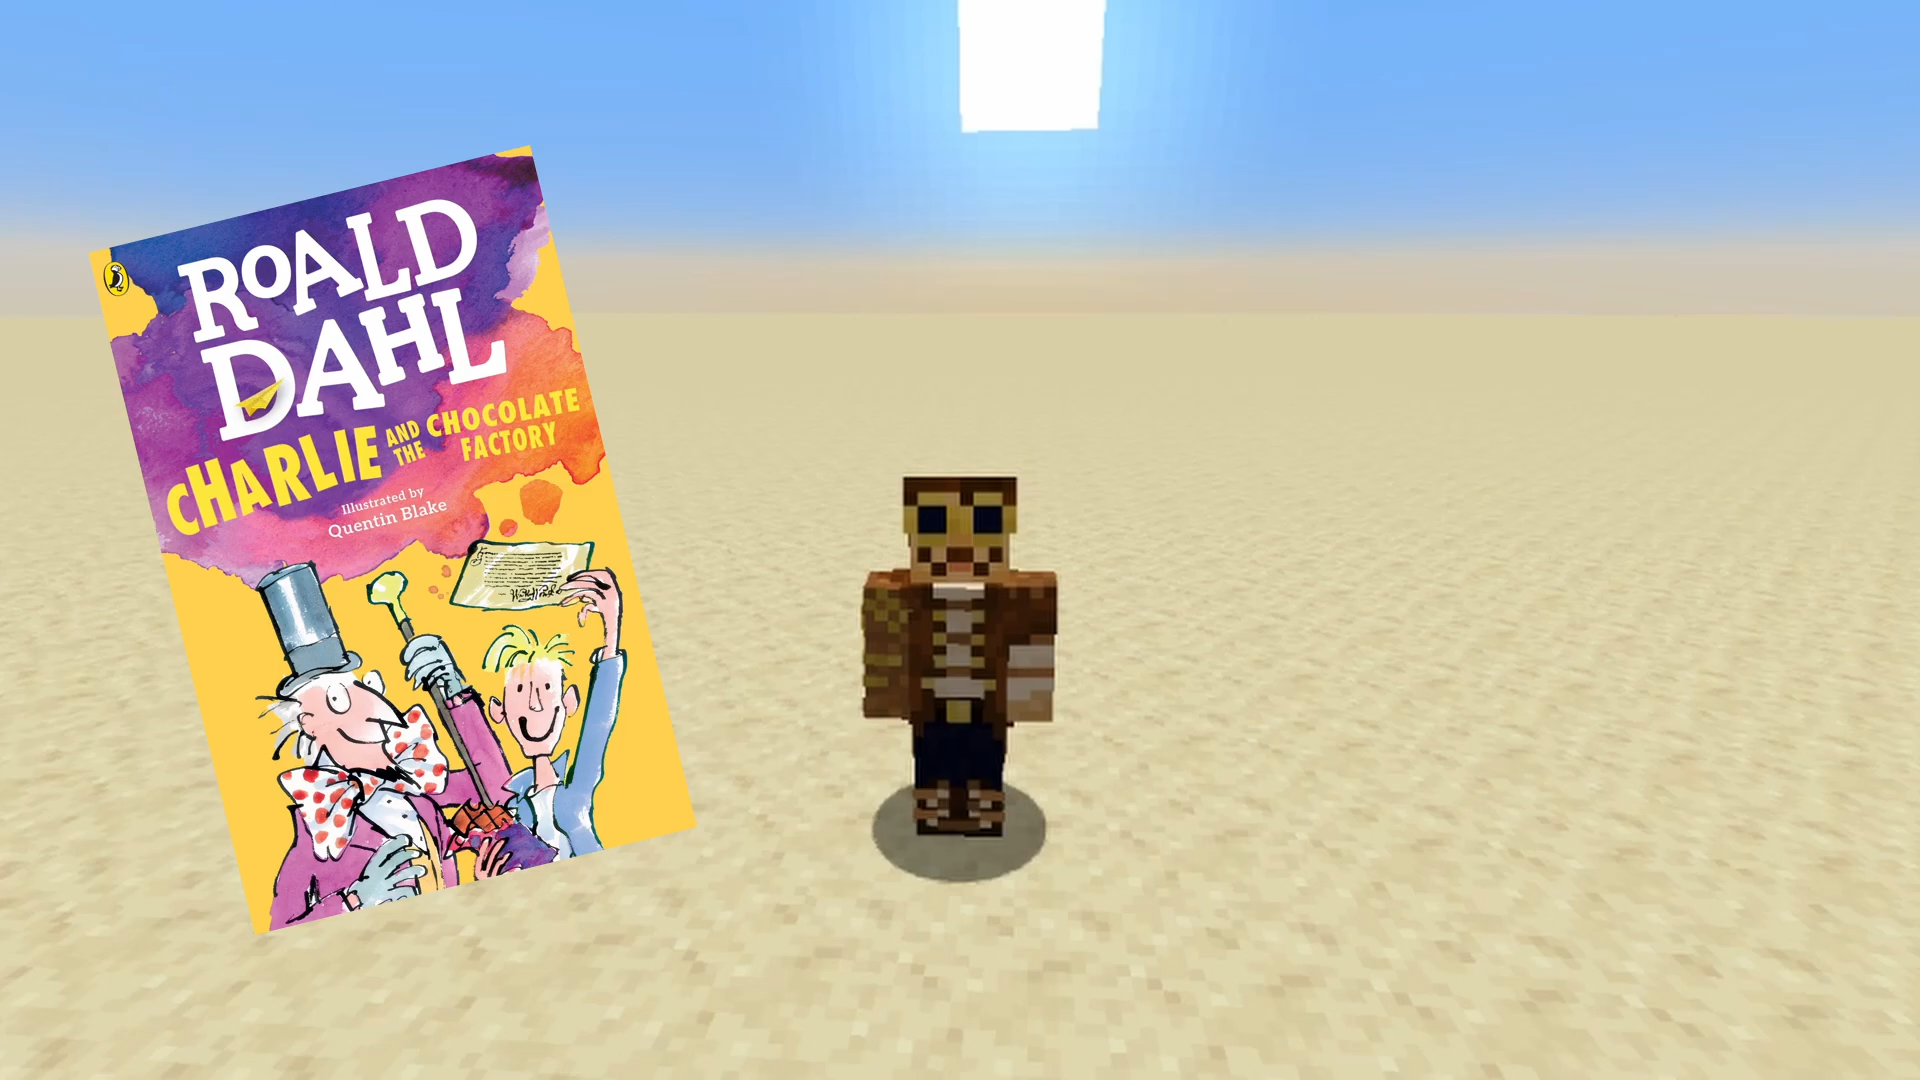 ROALD
DAHL
CHARLIE AND THE CHOCOLATE FACTORY
Illustrated by
Quentin Blake